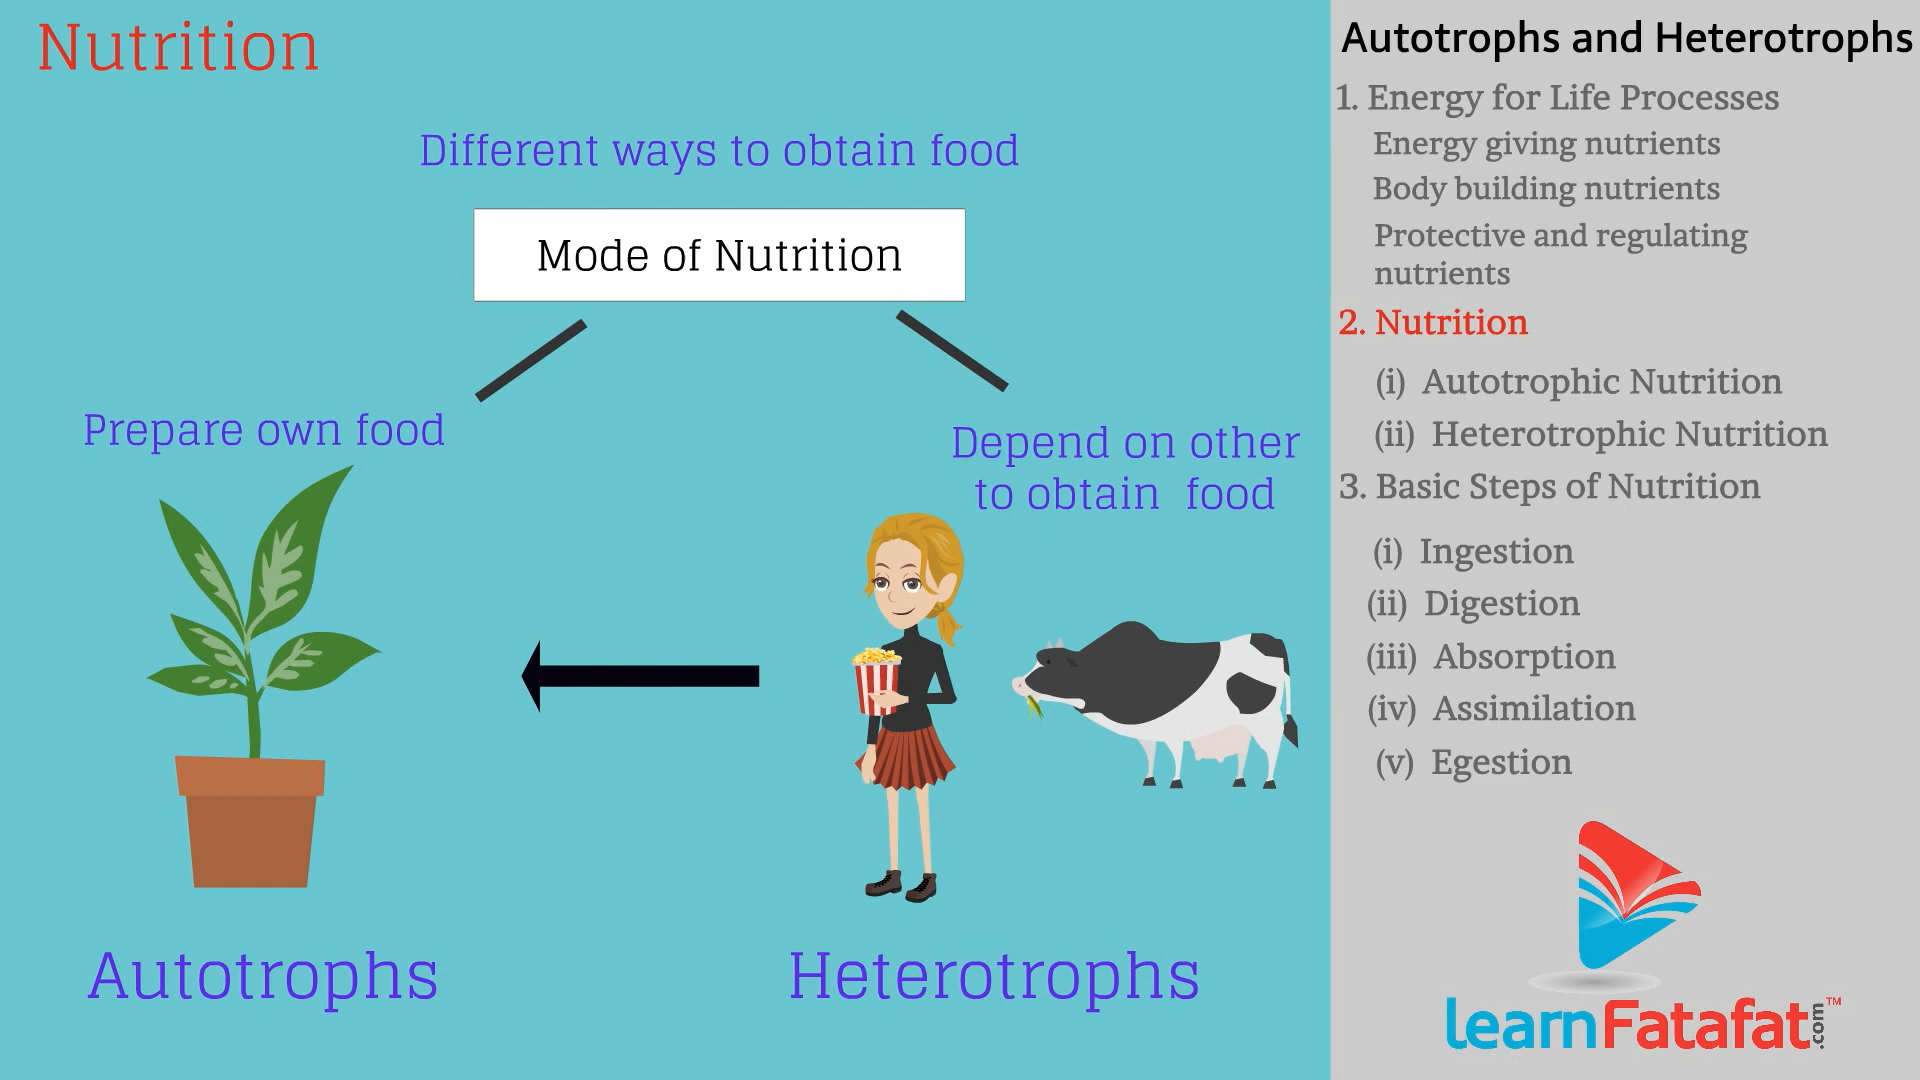 Nutrition
Different ways to obtain food
Mode of Nutrition
Prepare own food
Depend on other
to obtain food
Autotrophs
Heterotrophs
Autotrophs and Heterotrophs
1. Energy for Life Processes
Energy giving nutrients
Body building nutrients
Protective and regulating
nutrients
2. Nutrition
(i) Autotrophic Nutrition
(ii) Heterotrophic Nutrition
3. Basic Steps of Nutrition
(i) Ingestion
(ii) Digestion
(iii) Absorption
(iv) Assimilation
(v) Egestion
learnFatafat.com™